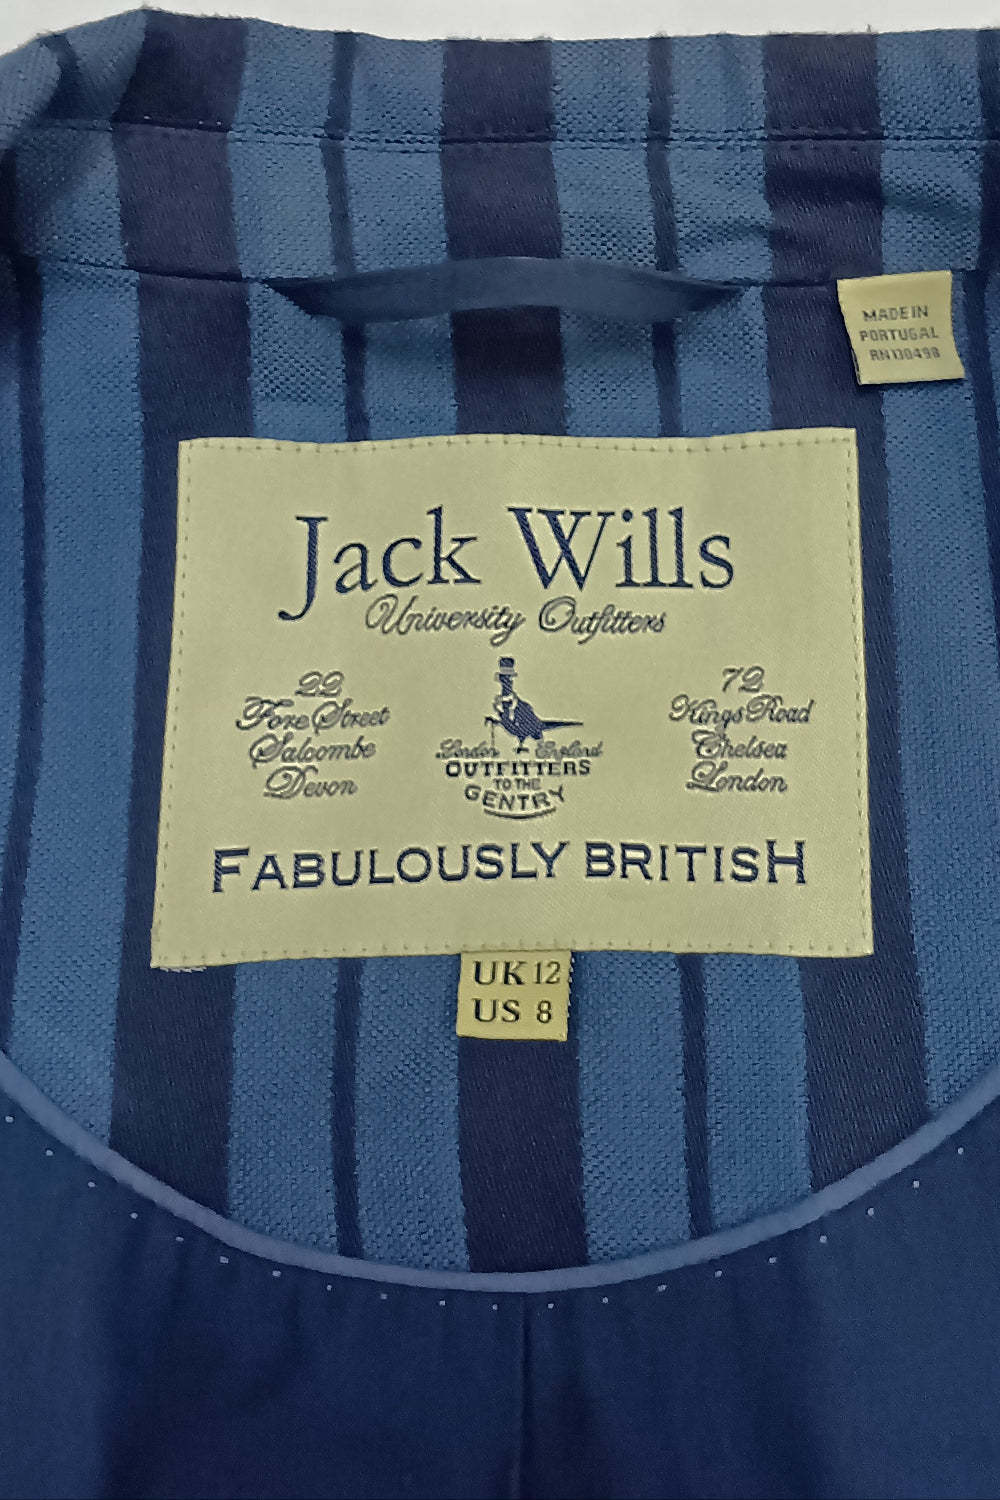 MADE IN
PORTUGAL
RN130498
Jack Wills
University Outfitters
22
Fore Street
Salcombe
Devon
London England
OUTFITTERS
TO THE
GENTRY
72
Kings Road
Chelsea
London
FABULOUSLY BRITISH
UK 12
US 8